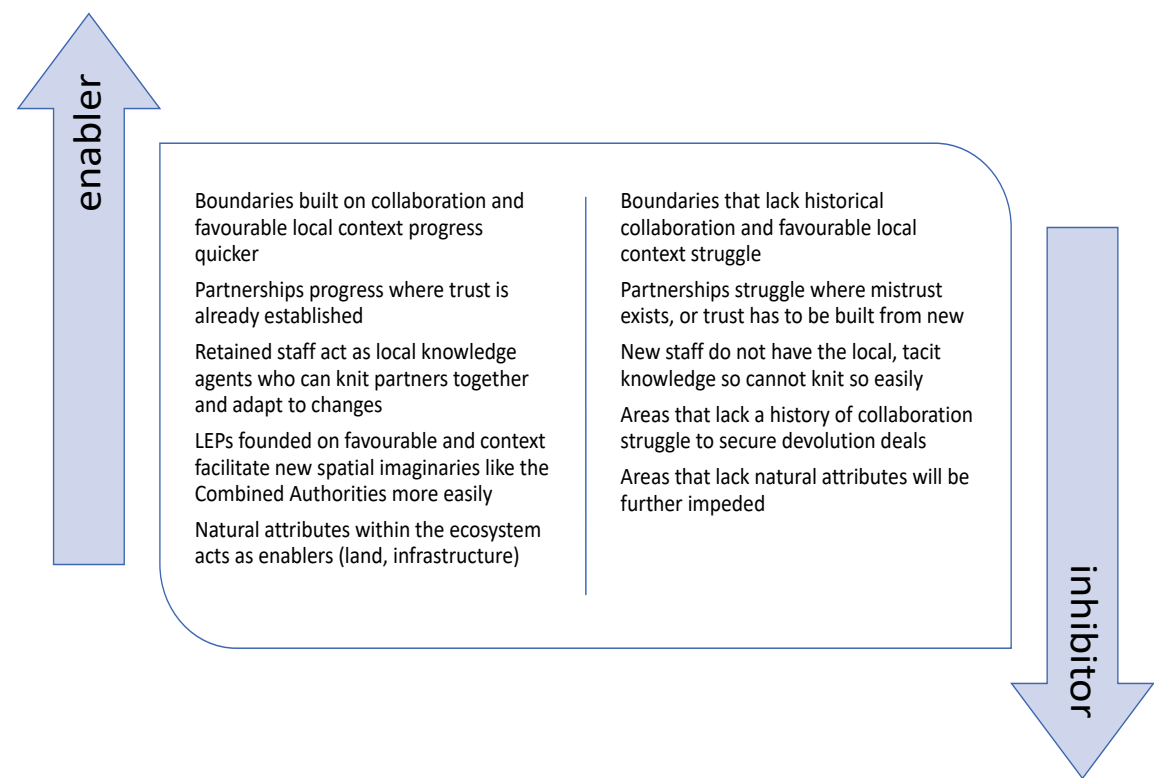 enabler
Boundaries built on collaboration and
favourable local context progress
quicker
Partnerships progress where trust is
already established
Retained staff act as local knowledge
agents who can knit partners together
and adapt to changes
LEPs founded on favourable and context
facilitate new spatial imaginaries like the
Combined Authorities more easily
Natural attributes within the ecosystem
acts as enablers (land, infrastructure)
Boundaries that lack historical
collaboration and favourable local
context struggle
Partnerships struggle where mistrust
exists, or trust has to be built from new
New staff do not have the local, tacit
knowledge so cannot knit so easily
Areas that lack a history of collaboration
struggle to secure devolution deals
Areas that lack natural attributes will be
further impeded
inhibitor